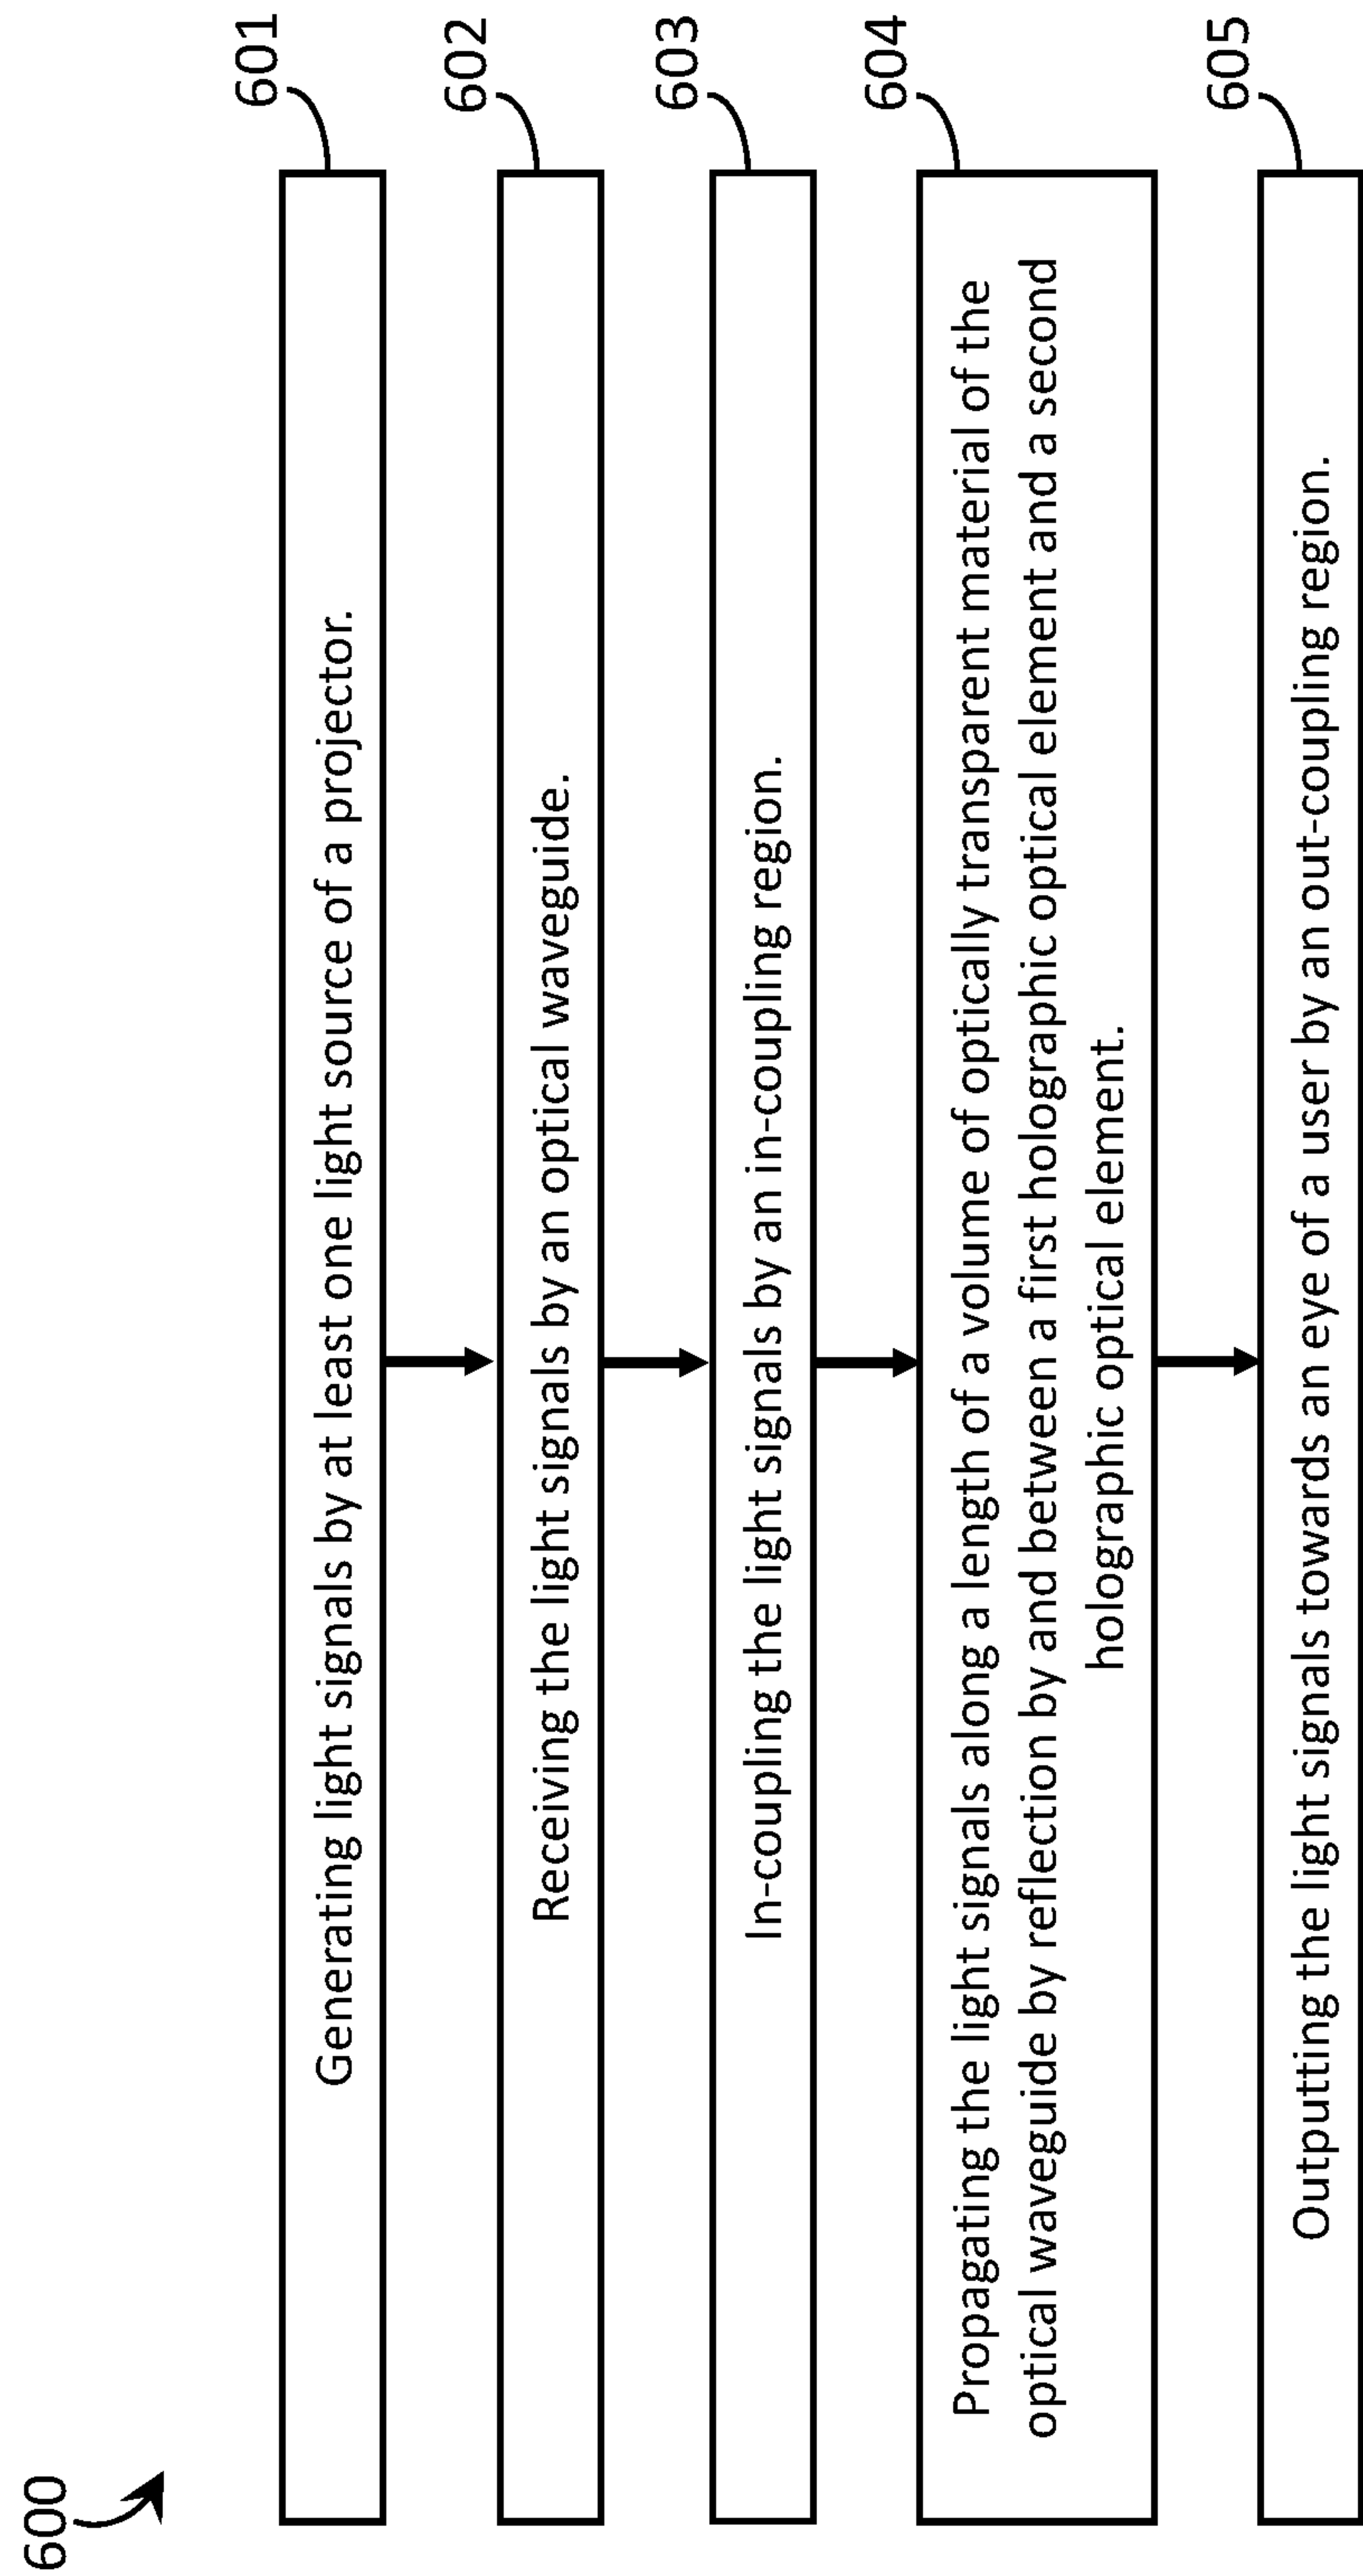 600
601
Generating light signals by at least one light source of a projector.
602
Receiving the light signals by an optical waveguide.
603
In-coupling the light signals by an in-coupling region.
604
Propagating the light signals along a length of a volume of optically transparent material of the
optical waveguide by reflection by and between a first holographic optical element and a second
holographic optical element.
605
Outputting the light signals towards an eye of a user by an out-coupling region.